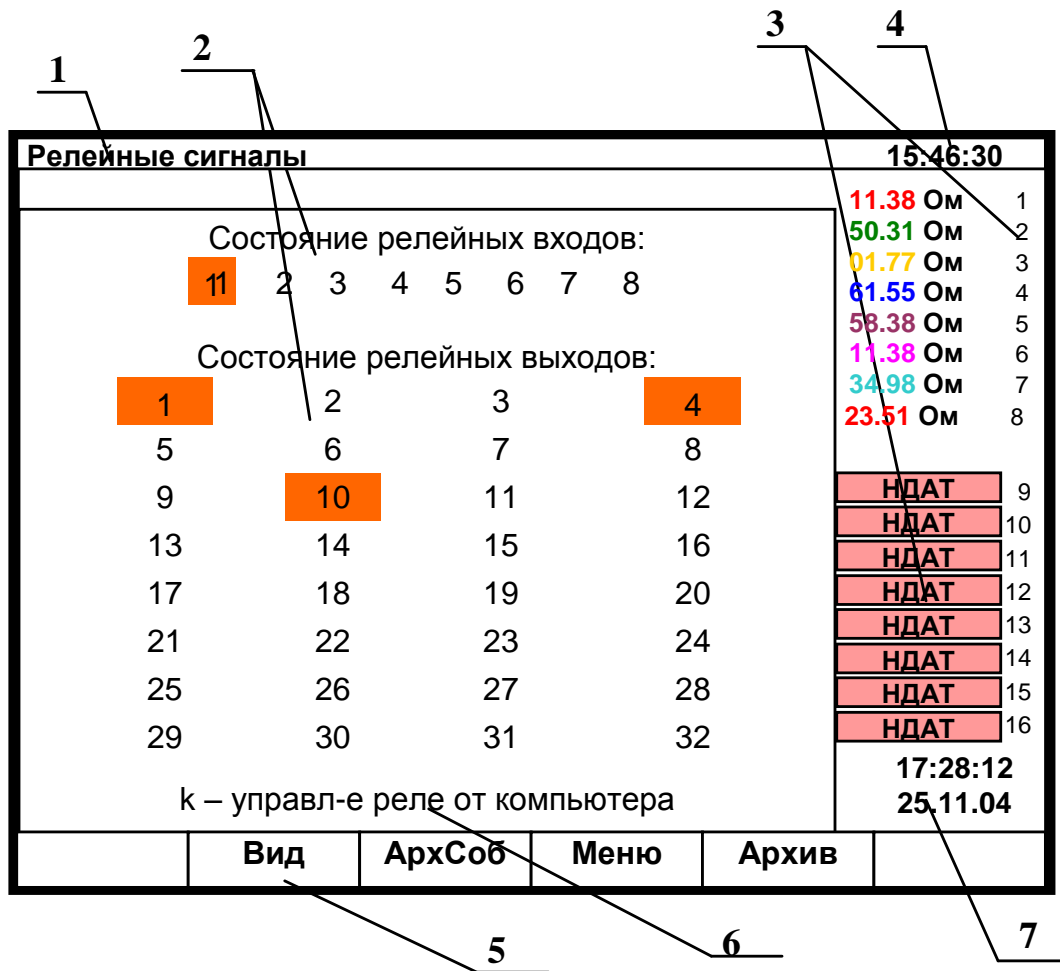 3 4
2
1
Релейные сигналы 15:46:30
11.38 Ом 1
50.31 Ом 2
01.77 Ом 3
61.55 Ом 4
58.38 Ом 5
11.38 Ом 6
34.98 Ом 7
23.51 Ом 8
Состояние релейных входов:
11 2 3 4 5 6 7 8
Состояние релейных выходов:
1 2 3 4
5 6 7 8
9 10 11 12
13 14 15 16
17 18 19 20
21 22 23 24
25 26 27 28
29 30 31 32
k – управл-е реле от компьютера
НДАТ 9
НДАТ 10
НДАТ 11
НДАТ 12
НДАТ 13
НДАТ 14
НДАТ 15
НДАТ 16
17:28:12
25.11.04
Вид АрхСоб Меню Архив
5 6 7